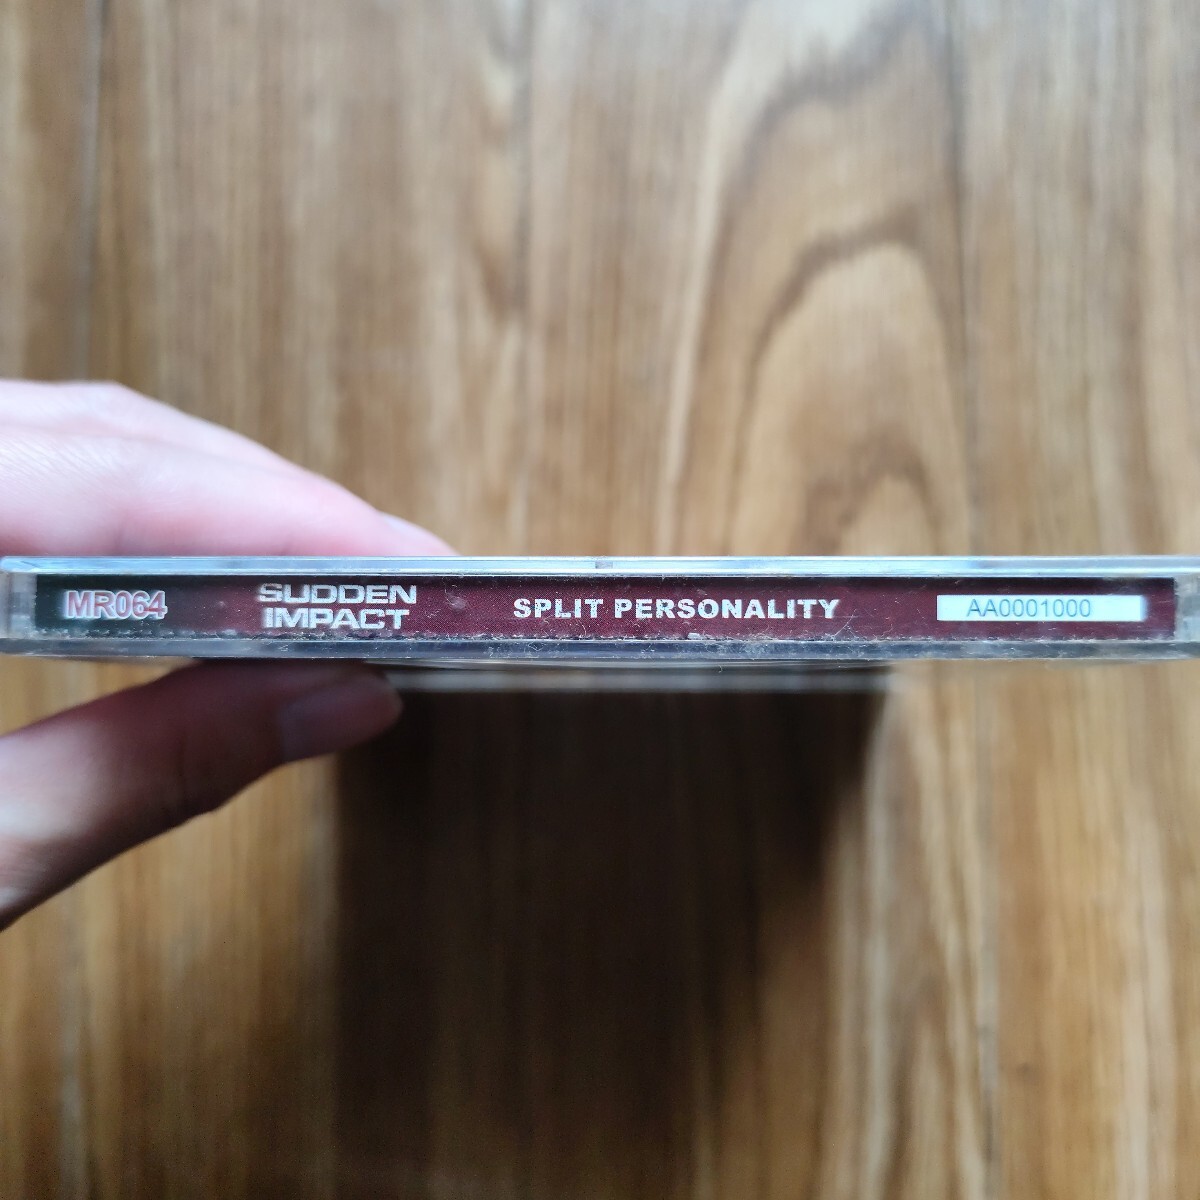 MR064
SUDDEN
IMPACT
SPLIT PERSONALITY
AA0001000